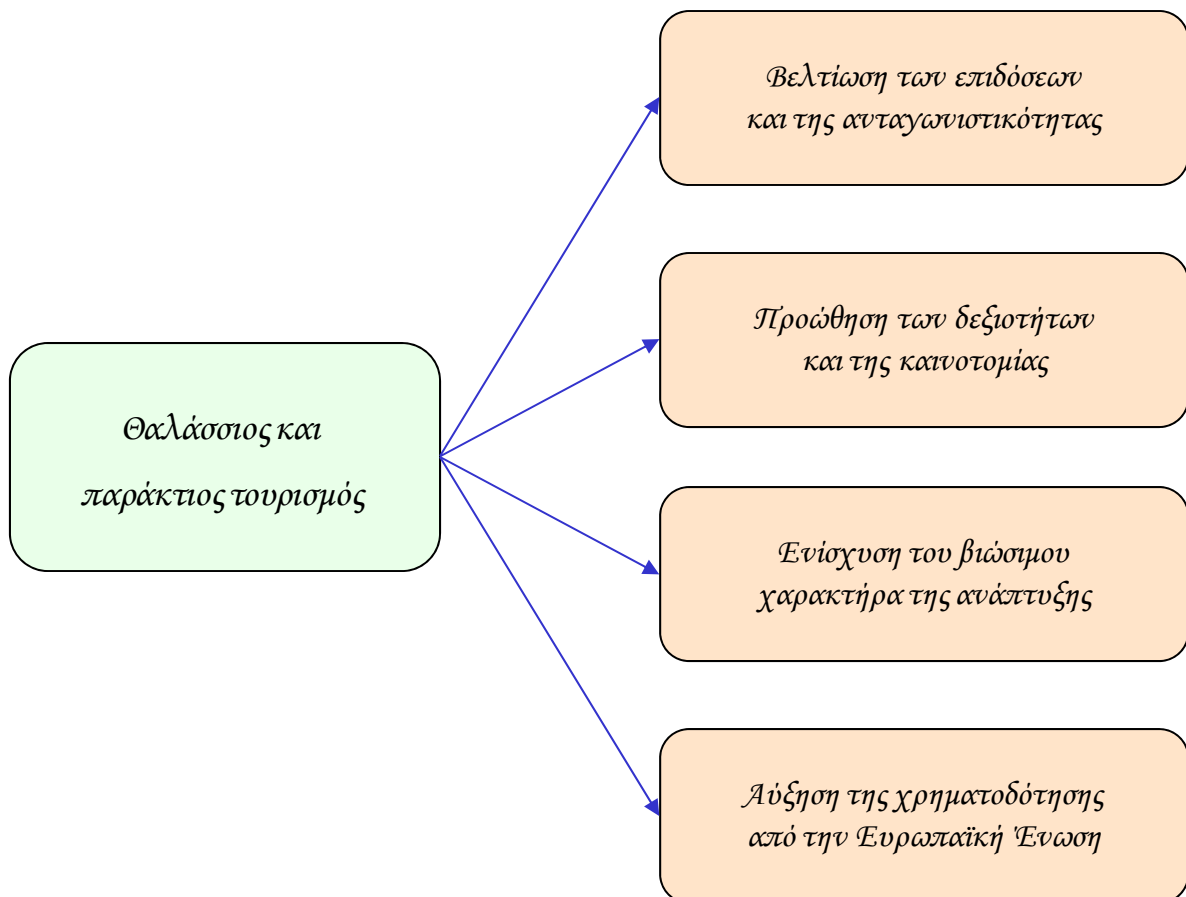 Βελτίωση των επιδόσεων
και της ανταγωνιστικότητας
Προώθηση των δεξιοτήτων
και της καινοτομίας
Θαλάσσιος και
παράκτιος τουρισμός
Ενίσχυση του βιώσιμου
χαρακτήρα της ανάπτυξης
Αύξηση της χρηματοδότησης
από την Ευρωπαϊκή Ένωση